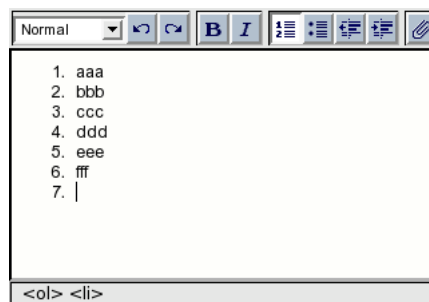 Normal B I
1. aaa
2. bbb
3. ccc
4. ddd
5. eee
6. fff
7.
<ol> <li>